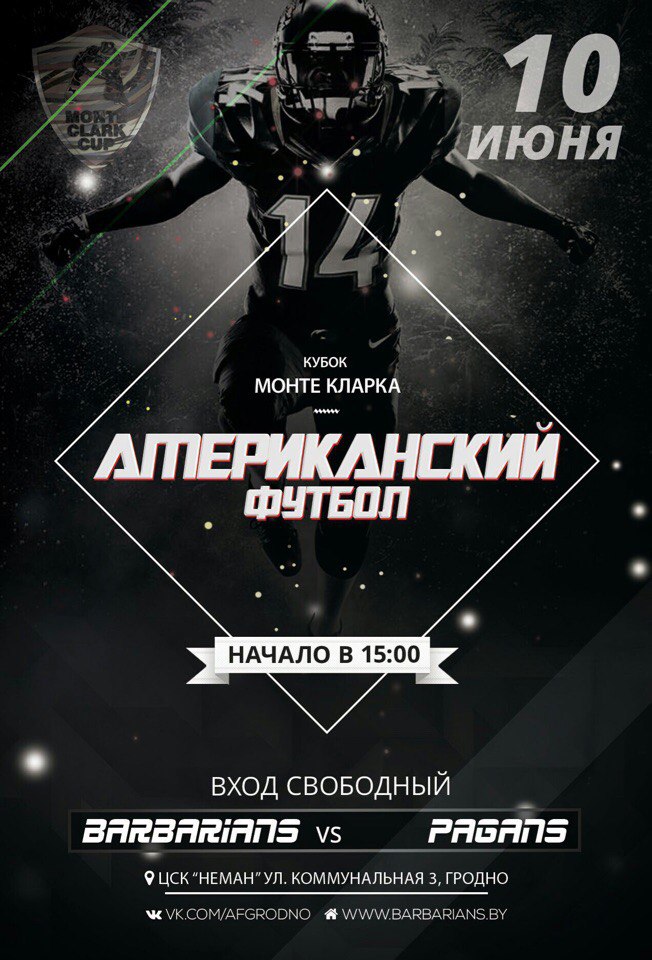 MONTE
CLARK
CUP
10
ИЮНЯ
14
КУБОК
МОНТЕ КЛАРКА
АМЕРИКАНСКИЙ
ФУТБОЛ
НАЧАЛО В 15:00
ВХОД СВОБОДНЫЙ
BARBARIANS VS PAGANS
ЦСК "НЕМАН" УЛ. КОММУНАЛЬНАЯ 3, ГРОДНО
VK.COM/AFGRODNO WWW.BARBARIANS.BY